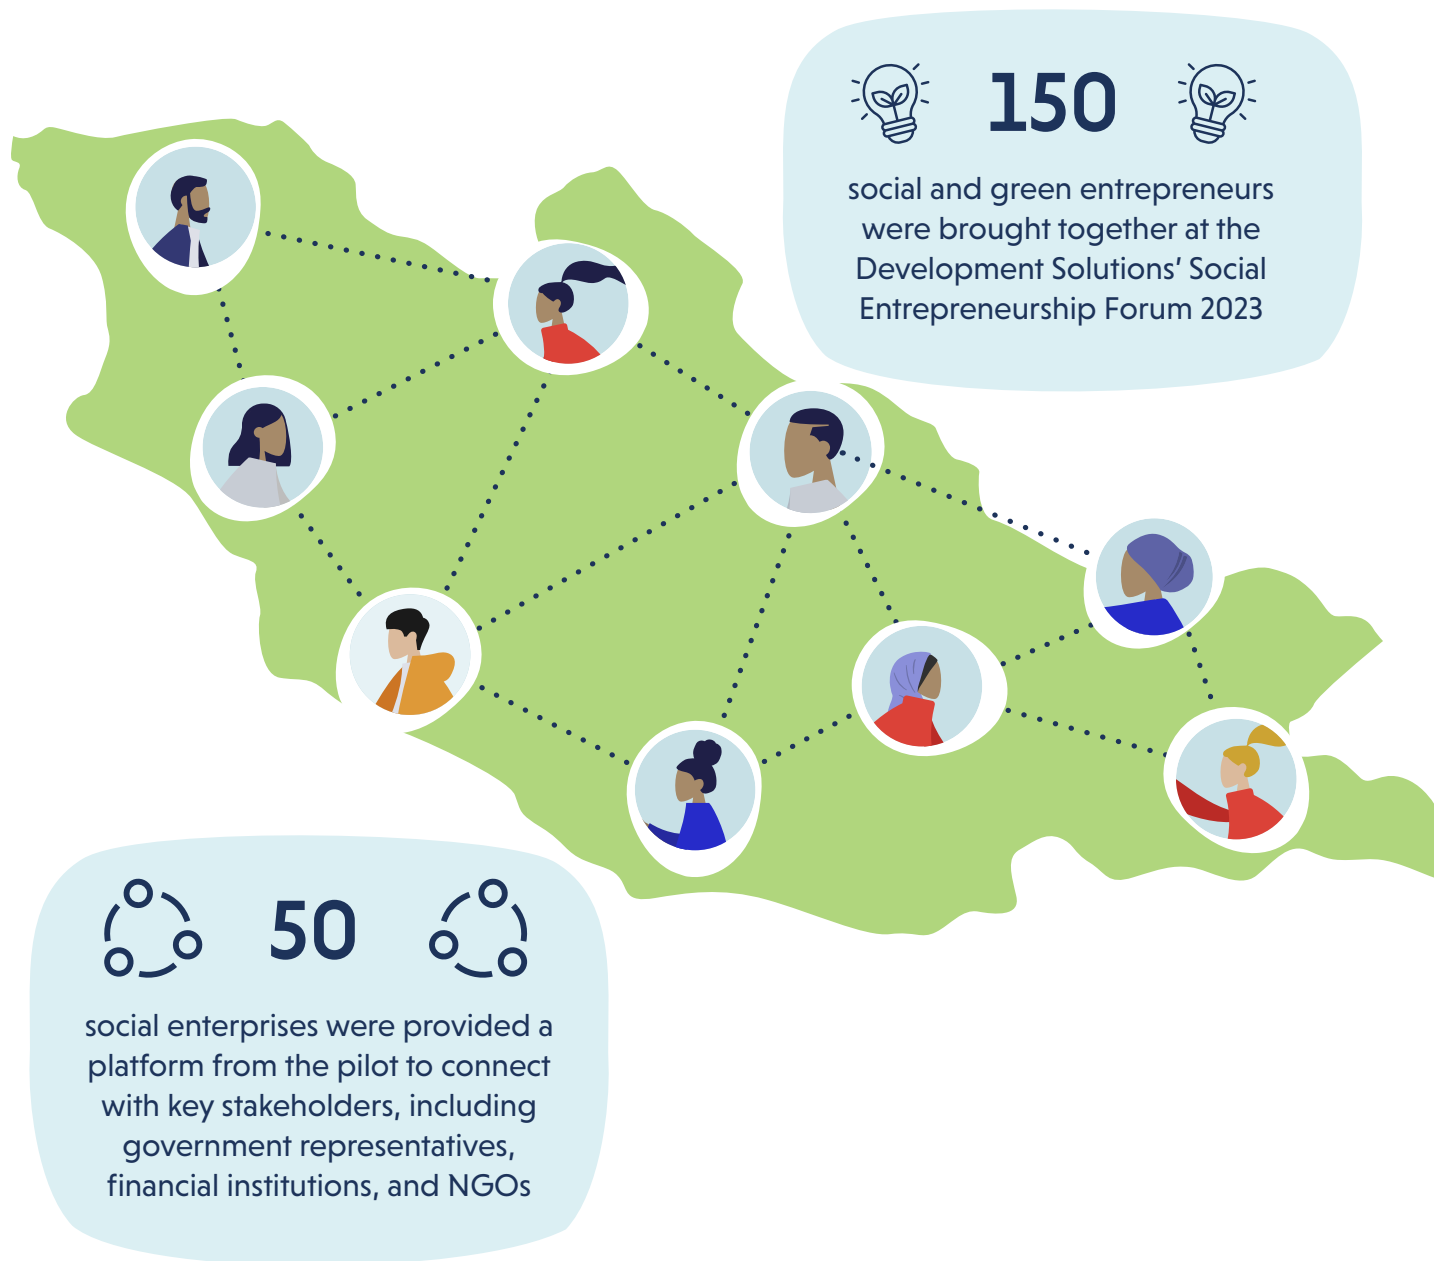 150
social and green entrepreneurs
were brought together at the
Development Solutions’ Social
Entrepreneurship Forum 2023
50
social enterprises were provided a
platform from the pilot to connect
with key stakeholders, including
government representatives,
financial institutions, and NGOs